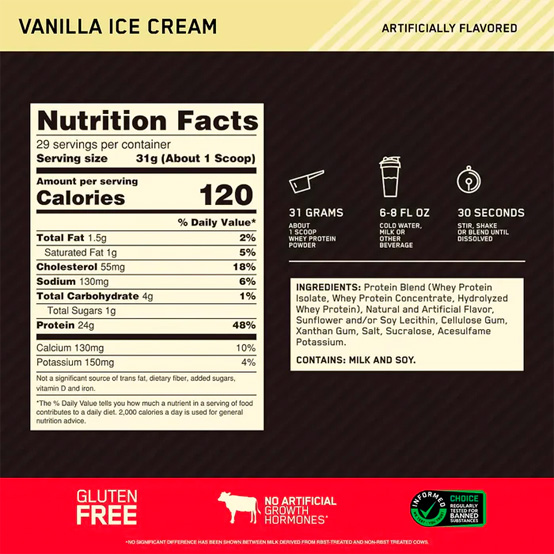 VANILLA ICE CREAM
ARTIFICIALLY FLAVORED
Nutrition Facts
29 servings per container
Serving size 31g (About 1 Scoop)
Amount per serving
Calories 120
% Daily Value*
Total Fat 1.5g 2%
Saturated Fat 1g 5%
Cholesterol 55mg 18%
Sodium 130mg 6%
Total Carbohydrate 4g 1%
Total Sugars 1g
Protein 24g 48%
Calcium 130mg 10%
Potassium 150mg 4%
Not a significant source of trans fat, dietary fiber, added sugars,
vitamin D and iron.
*The % Daily Value tells you how much a nutrient in a serving of food
contributes to a daily diet. 2,000 calories a day is used for general
nutrition advice.
31 GRAMS
ABOUT
1 SCOOP
WHEY PROTEIN
POWDER
6-8 FL OZ
COLD WATER,
MILK OR
OTHER
BEVERAGE
30 SECONDS
STIR, SHAKE
OR BLEND UNTIL
DISSOLVED
INGREDIENTS: Protein Blend (Whey Protein
Isolate, Whey Protein Concentrate, Hydrolyzed
Whey Protein), Natural and Artificial Flavor,
Sunflower and/or Soy Lecithin, Cellulose Gum,
Xanthan Gum, Salt, Sucralose, Acesulfame
Potassium.
CONTAINS: MILK AND SOY.
GLUTEN
FREE
NO ARTIFICIAL
GROWTH
HORMONES*
INFORMED
CHOICE
REGULARLY
TESTED FOR
BANNED
SUBSTANCES
*NO SIGNIFICANT DIFFERENCE HAS BEEN SHOWN BETWEEN MILK DERIVED FROM RBST-TREATED AND NON-RBST TREATED COWS.